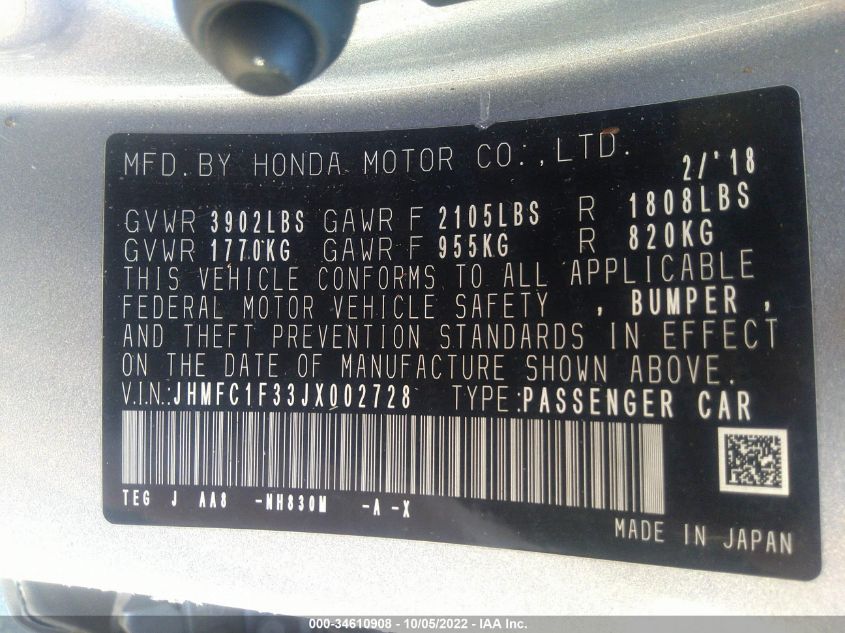 MFD. BY HONDA MOTOR CO., LTD. 2/'18
GVWR 3902LBS GAWR F 2105LBS R 1808LBS
GVWR 1770KG GAWR F 955KG R 820KG
THIS VEHICLE CONFORMS TO ALL APPLICABLE
FEDERAL MOTOR VEHICLE SAFETY , BUMPER ,
AND THEFT PREVENTION STANDARDS IN EFFECT
ON THE DATE OF MANUFACTURE SHOWN ABOVE.
V.I.N.:JHMFC1F33JX002728 TYPE:PASSENGER CAR
TEG J AA8 -NH830M -A -X
MADE IN JAPAN
000-34610908 - 10/05/2022 - IAA Inc.